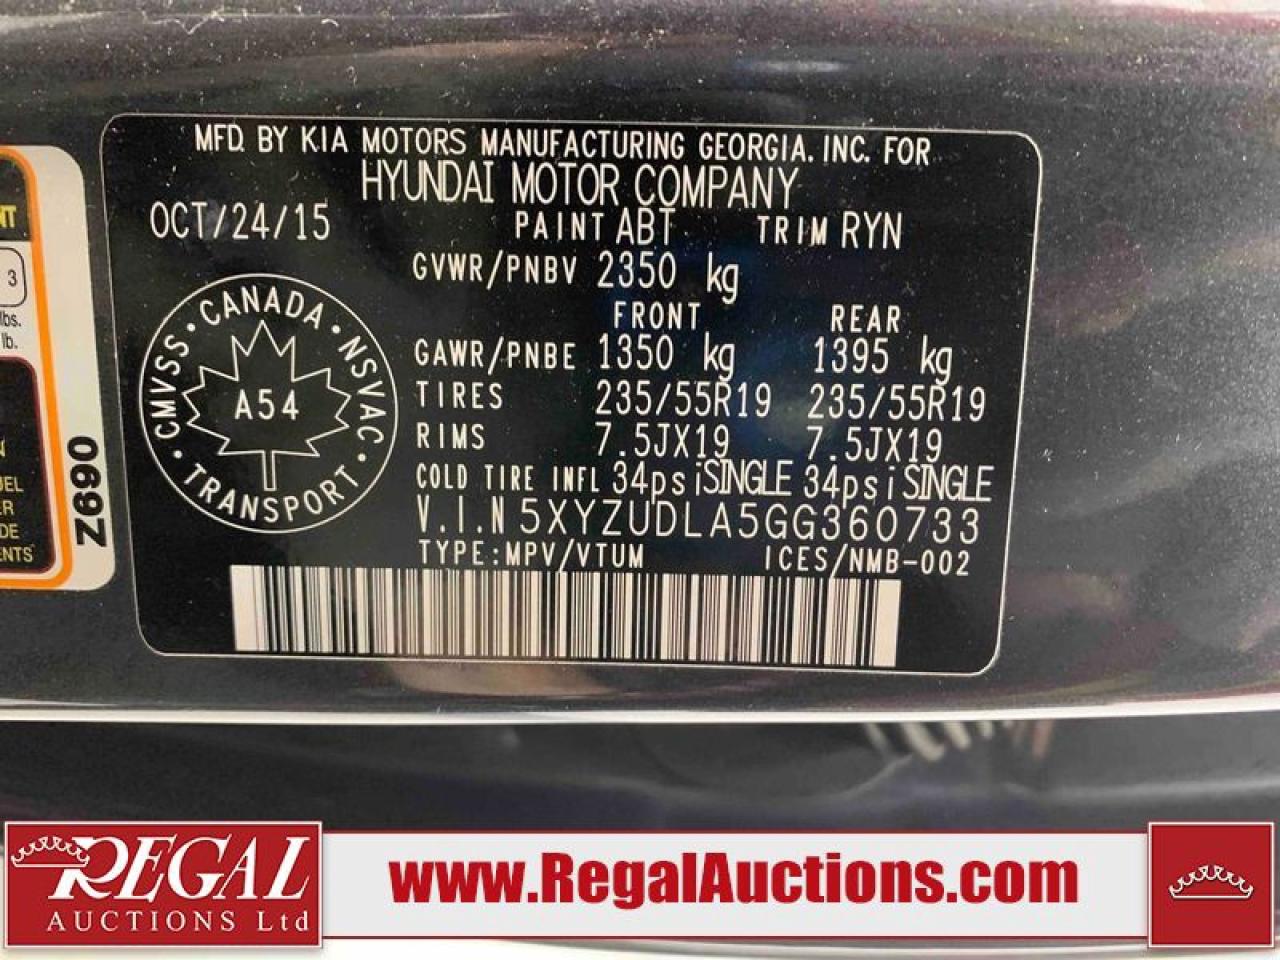 MFD. BY KIA MOTORS MANUFACTURING GEORGIA. INC. FOR
HYUNDAI MOTOR COMPANY
OCT/24/15 PAINT ABT TRIM RYN
GVWR/PNBV 2350 kg
FRONT REAR
GAWR/PNBE 1350 kg 1395 kg
TIRES 235/55R19 235/55R19
RIMS 7.5JX19 7.5JX19
COLD TIRE INFL 34psi SINGLE 34psi SINGLE
V.I.N 5XYZUDLA5GG360733
TYPE:MPV/VTUM ICES/NMB-002
CANADA • NSVAC • TRANSPORT • CMVSS •
A54
3
lbs.
lb.
Z690
REGAL
AUCTIONS Ltd
www.RegalAuctions.com